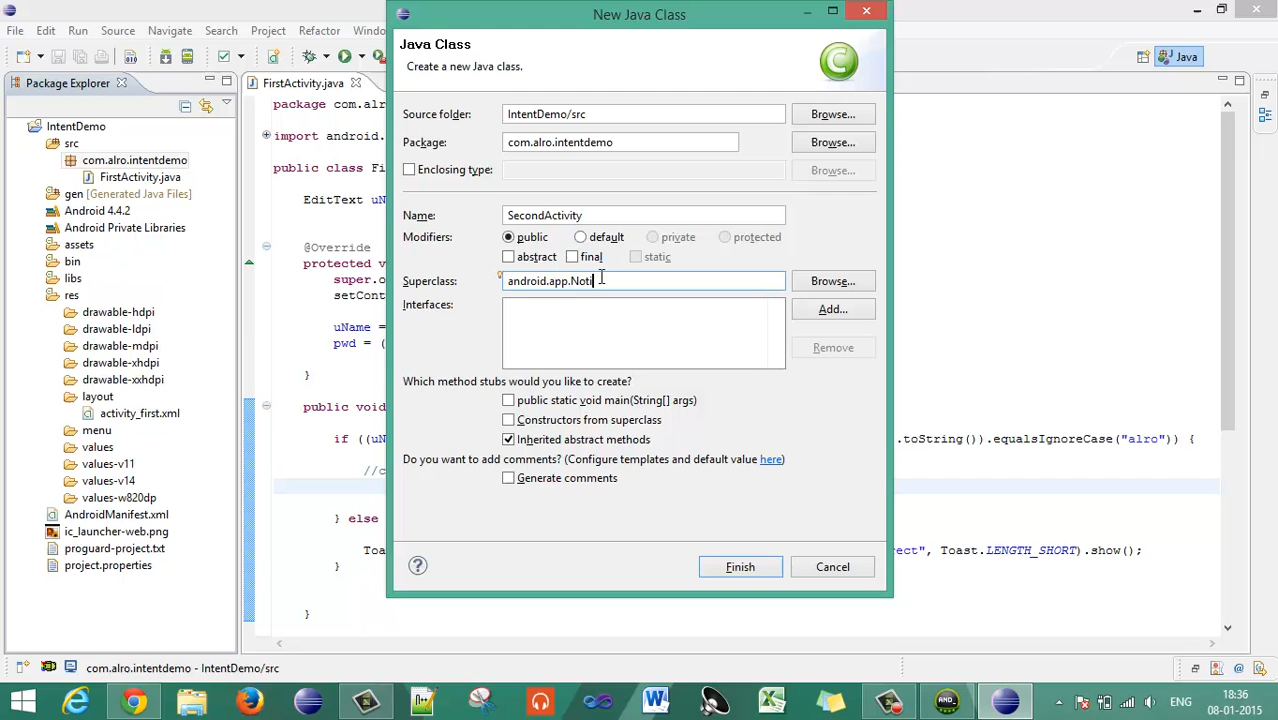 New Java Class
File Edit Run Source Navigate Search Project Refactor Windo
Java Class
Create a new Java class.
Java
Package Explorer
FirstActivity.java
Source folder: IntentDemo/src Browse...
Package: com.alro.intentdemo Browse...
Enclosing type: Browse...
Name: SecondActivity
Modifiers: public default private protected
abstract final static
Superclass: android.app.Noti Browse...
Interfaces: Add...
Remove
Which method stubs would you like to create?
public static void main(String[] args)
Constructors from superclass
Inherited abstract methods
Do you want to add comments? (Configure templates and default value here)
Generate comments
Finish Cancel
IntentDemo
src
com.alro.intentdemo
FirstActivity.java
gen [Generated Java Files]
Android 4.4.2
Android Private Libraries
assets
bin
libs
res
drawable-hdpi
drawable-ldpi
drawable-mdpi
drawable-xhdpi
drawable-xxhdpi
layout
activity_first.xml
menu
values
values-v11
values-v14
values-w820dp
AndroidManifest.xml
ic_launcher-web.png
proguard-project.txt
project.properties
package com.alr
import android.
public class Fi
EditText uN
@Override
protected v
super.o
setCont
uName =
pwd = (
}
public void
if ((uN .toString()).equalsIgnoreCase("alro")) {
//c
} else
Toa ect", Toast.LENGTH_SHORT).show();
}
}
com.alro.intentdemo - IntentDemo/src
ENG
18:36
08-01-2015